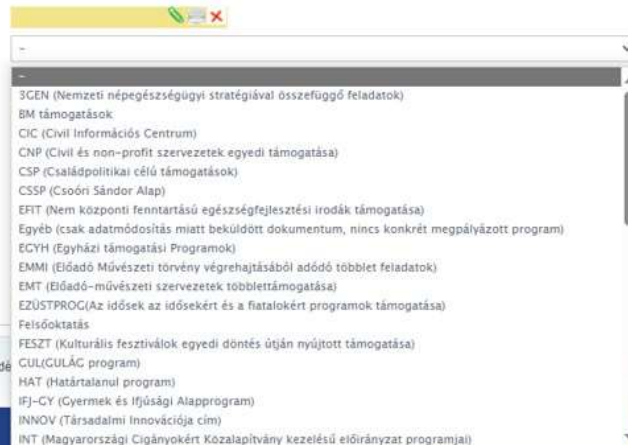 -
-
3GEN (Nemzeti népegészségügyi stratégiával összefüggő feladatok)
BM támogatások
CIC (Civil Információs Centrum)
CNP (Civil és non-profit szervezetek egyedi támogatása)
CSP (Családpolitikai célú támogatások)
CSSP (Csoóri Sándor Alap)
EFIT (Nem központi fenntartású egészségfejlesztési irodák támogatása)
Egyéb (csak adatmódosítás miatt beküldött dokumentum, nincs konkrét megpályázott program)
EGYH (Egyházi támogatási Programok)
EMMI (Előadó Művészeti törvény végrehajtásából adódó többlet feladatok)
EMT (Előadó-művészeti szervezetek többlettámogatása)
EZÜSTPROG(Az idősek az idősekért és a fiatalokért programok támogatása)
Felsőoktatás
FESZT (Kulturális fesztiválok egyedi döntés útján nyújtott támogatása)
GUL(GULÁG program)
HAT (Határtalanul program)
IFJ-GY (Gyermek és Ifjúsági Alapprogram)
INNOV (Társadalmi Innovációja cím)
INT (Magyarországi Cigányokért Közalapítvány kezelésű előirányzat programjai)